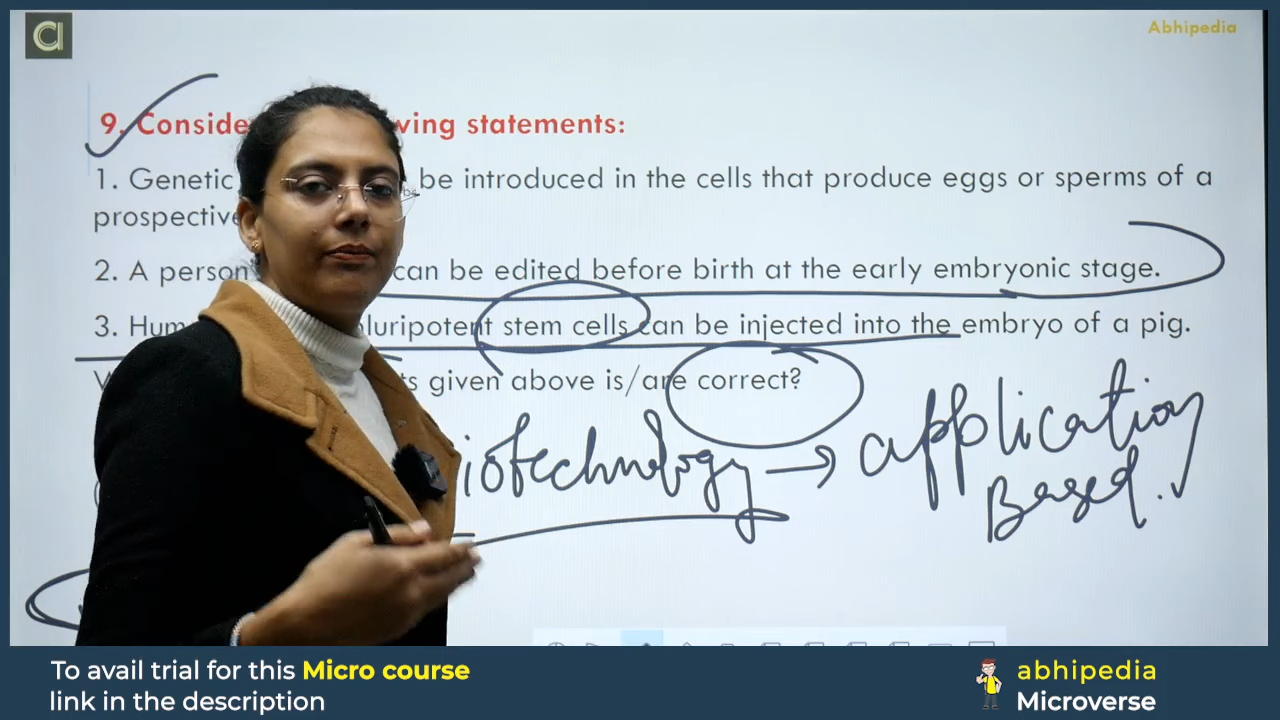 Abhipedia
9. Conside wing statements:
1. Genetic be introduced in the cells that produce eggs or sperms of a
prospective
2. A person' can be edited before birth at the early embryonic stage.
3. Hum pluripotent stem cells can be injected into the embryo of a pig.
ts given above is/are correct?
iotechnology → application
Based.
To avail trial for this Micro course
link in the description
abhipedia
Microverse